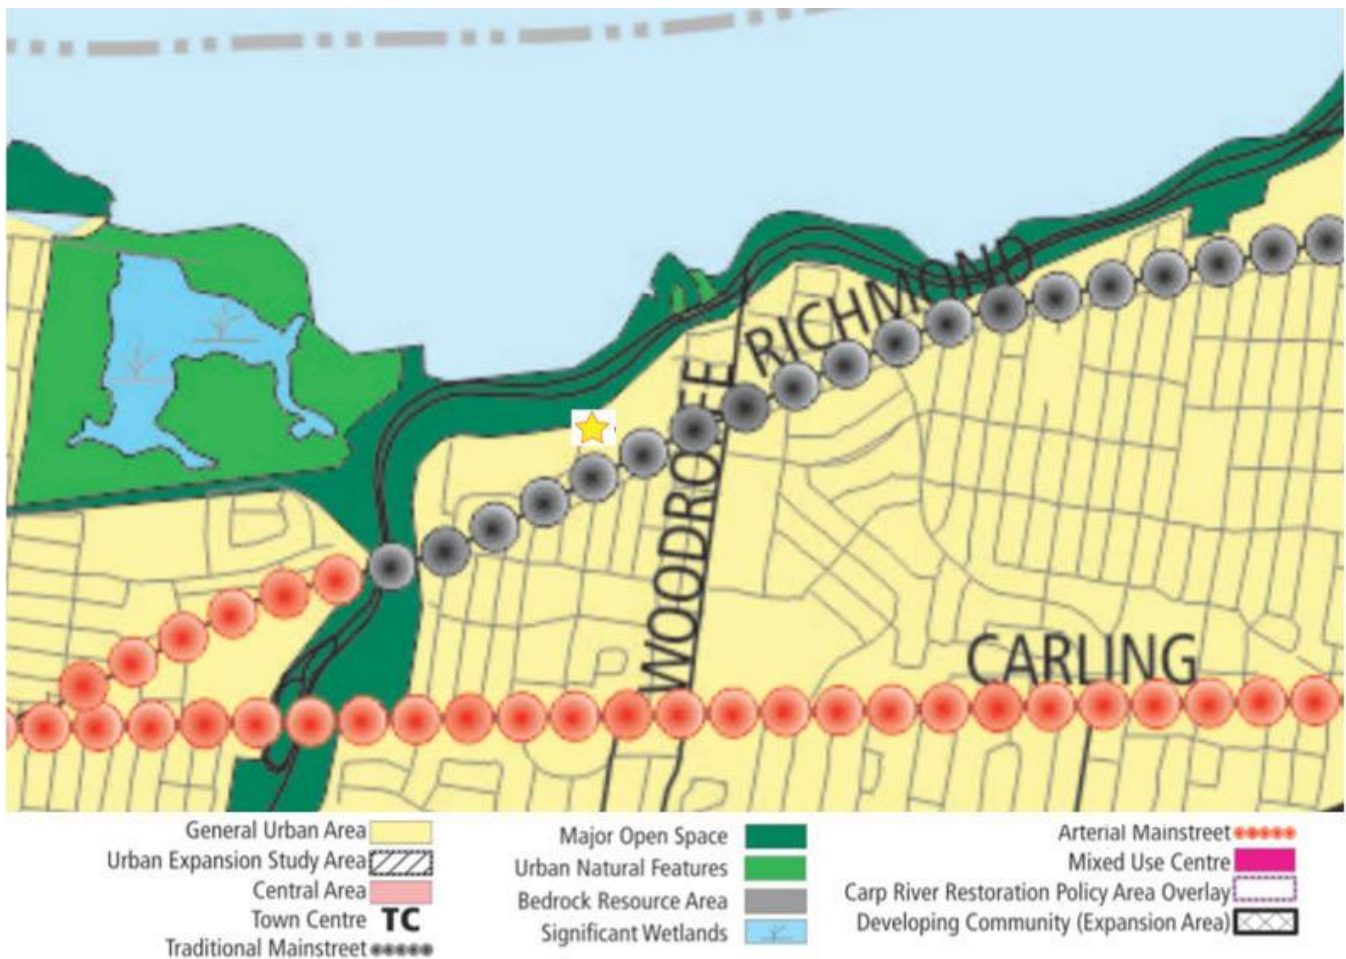 RICHMOND
WOODROFFE
CARLING
General Urban Area
Urban Expansion Study Area
Central Area
Town Centre TC
Traditional Mainstreet
Major Open Space
Urban Natural Features
Bedrock Resource Area
Significant Wetlands
Arterial Mainstreet
Mixed Use Centre
Carp River Restoration Policy Area Overlay
Developing Community (Expansion Area)